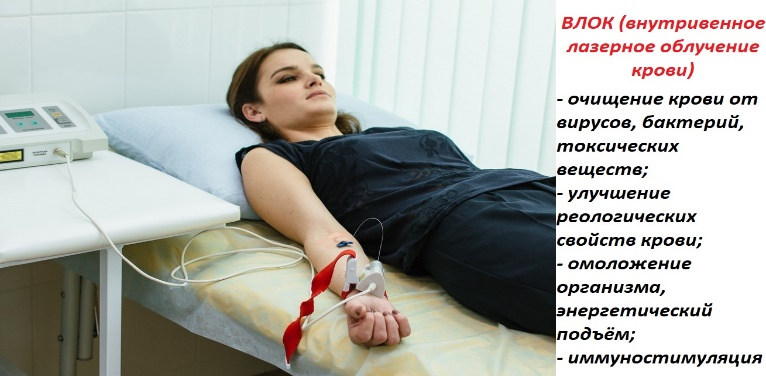 ВЛОК (внутривенное
лазерное облучение
крови)
- очищение крови от
вирусов, бактерий,
токсических
веществ;
- улучшение
реологических
свойств крови;
- омоложение
организма,
энергетический
подъём;
- иммуностимуляция